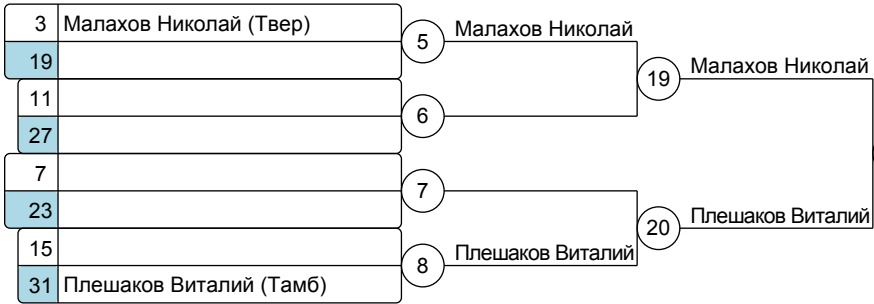 3 Малахов Николай (Твер)
19
5 Малахов Николай
11
27
6
19 Малахов Николай
7
23
7
15
31 Плешаков Виталий (Тамб)
8 Плешаков Виталий
20 Плешаков Виталий